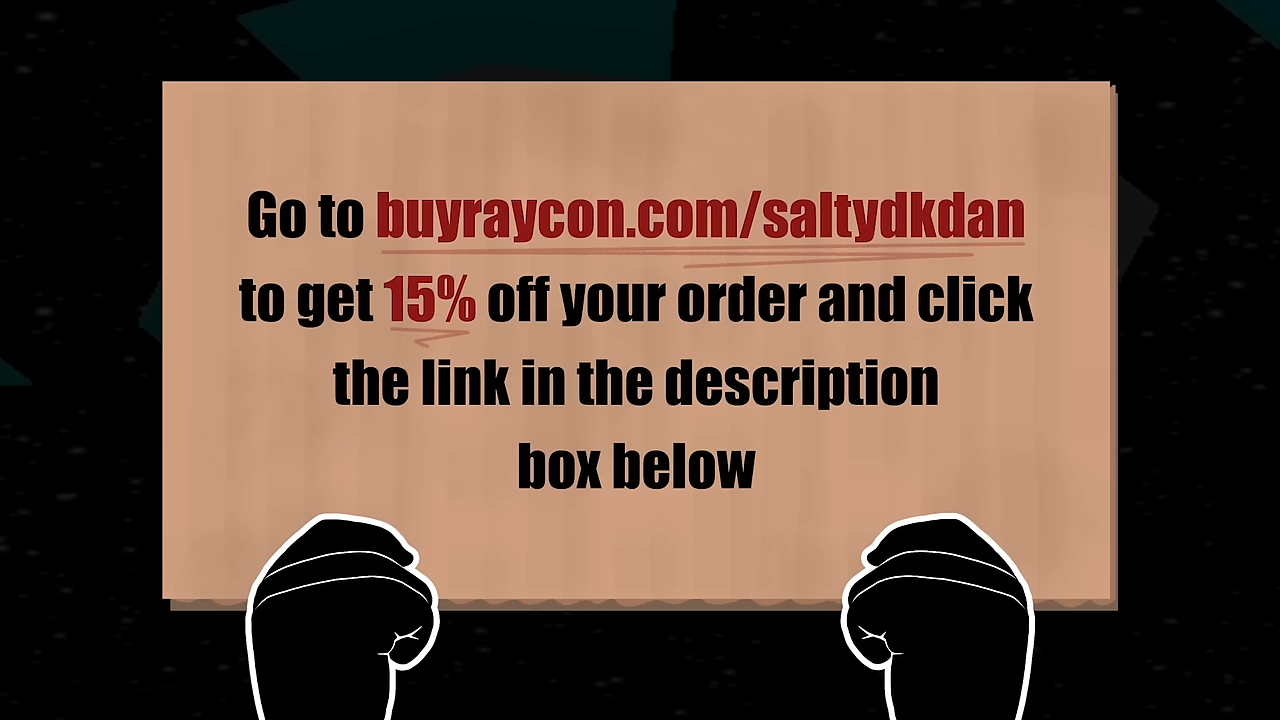 Go to buyraycon.com/saltydkdan
to get 15% off your order and click
the link in the description
box below